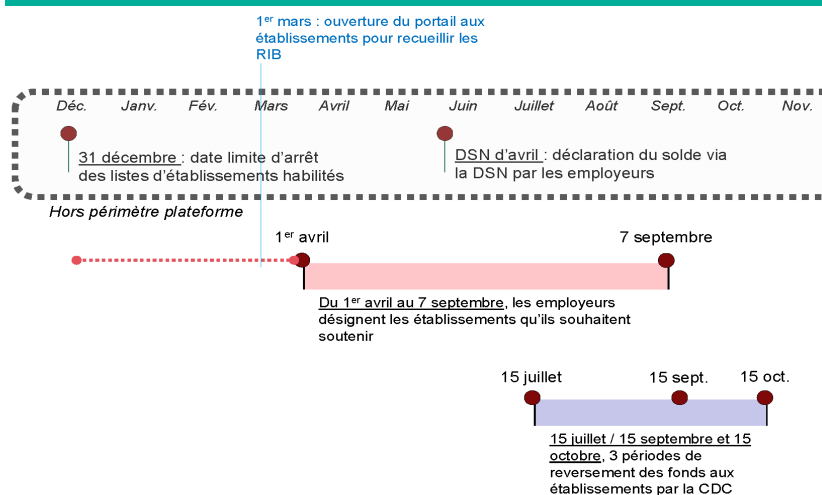 1er mars : ouverture du portail aux
établissements pour recueillir les
RIB
Déc. Janv. Fév. Mars Avril Mai Juin Juillet Août Sept. Oct. Nov.
31 décembre : date limite d’arrêt
des listes d’établissements habilités
DSN d’avril : déclaration du solde via
la DSN par les employeurs
Hors périmètre plateforme
1er avril
7 septembre
Du 1er avril au 7 septembre, les employeurs
désignent les établissements qu’ils souhaitent
soutenir
15 juillet
15 sept.
15 oct.
15 juillet / 15 septembre et 15
octobre, 3 périodes de
reversement des fonds aux
établissements par la CDC